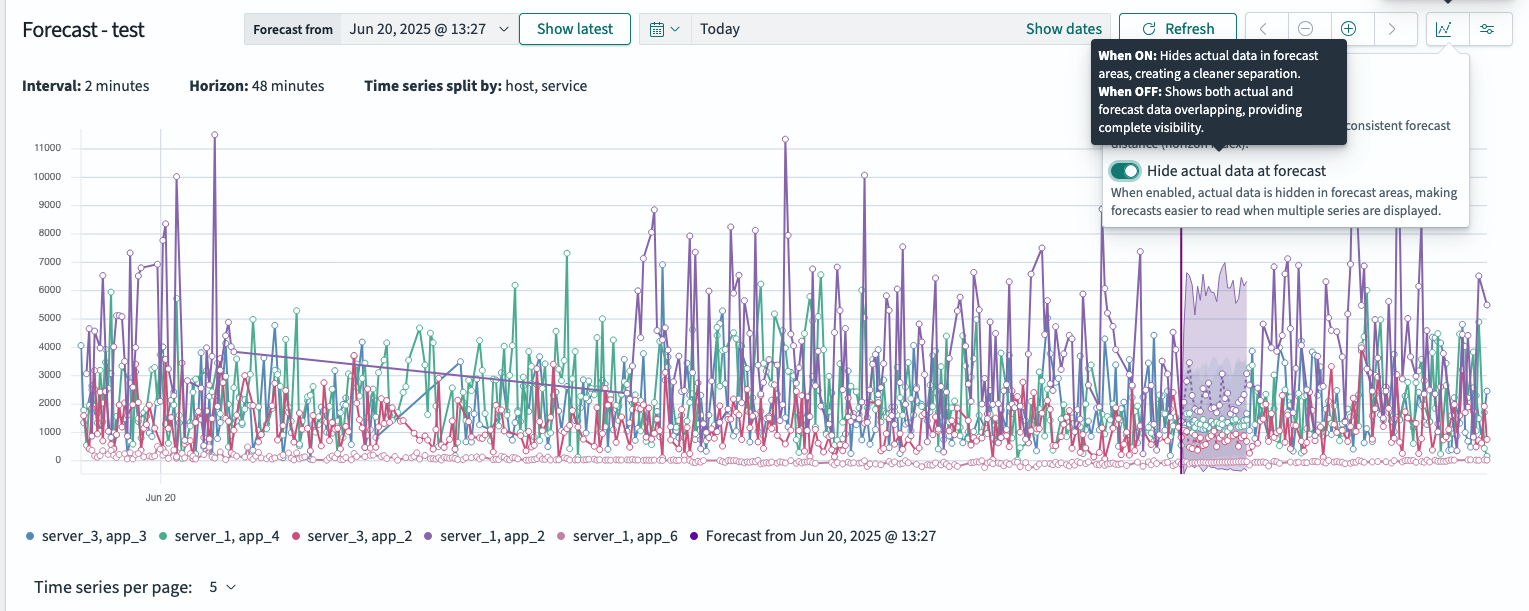 Forecast - test
Forecast from Jun 20, 2025 @ 13:27
Show latest
Today
Show dates
Refresh
When ON: Hides actual data in forecast
areas, creating a cleaner separation.
When OFF: Shows both actual and
forecast data overlapping, providing
complete visibility.
Interval: 2 minutes Horizon: 48 minutes Time series split by: host, service
consistent forecast
distance (horizon index).
Hide actual data at forecast
When enabled, actual data is hidden in forecast areas, making
forecasts easier to read when multiple series are displayed.
11000
10000
9000
8000
7000
6000
5000
4000
3000
2000
1000
0
Jun 20
server_3, app_3 server_1, app_4 server_3, app_2 server_1, app_2 server_1, app_6 Forecast from Jun 20, 2025 @ 13:27
Time series per page: 5